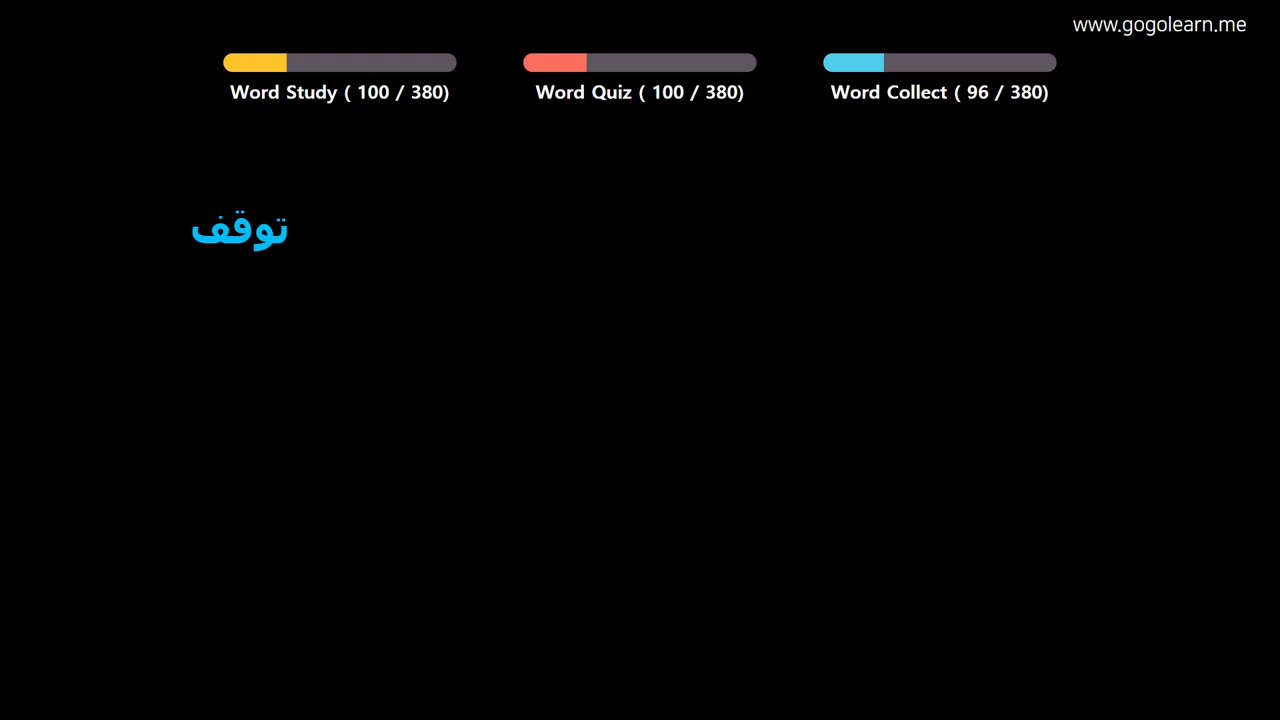 www.gogolearn.me
Word Study ( 100 / 380)
Word Quiz ( 100 / 380)
Word Collect ( 96 / 380)
توقف